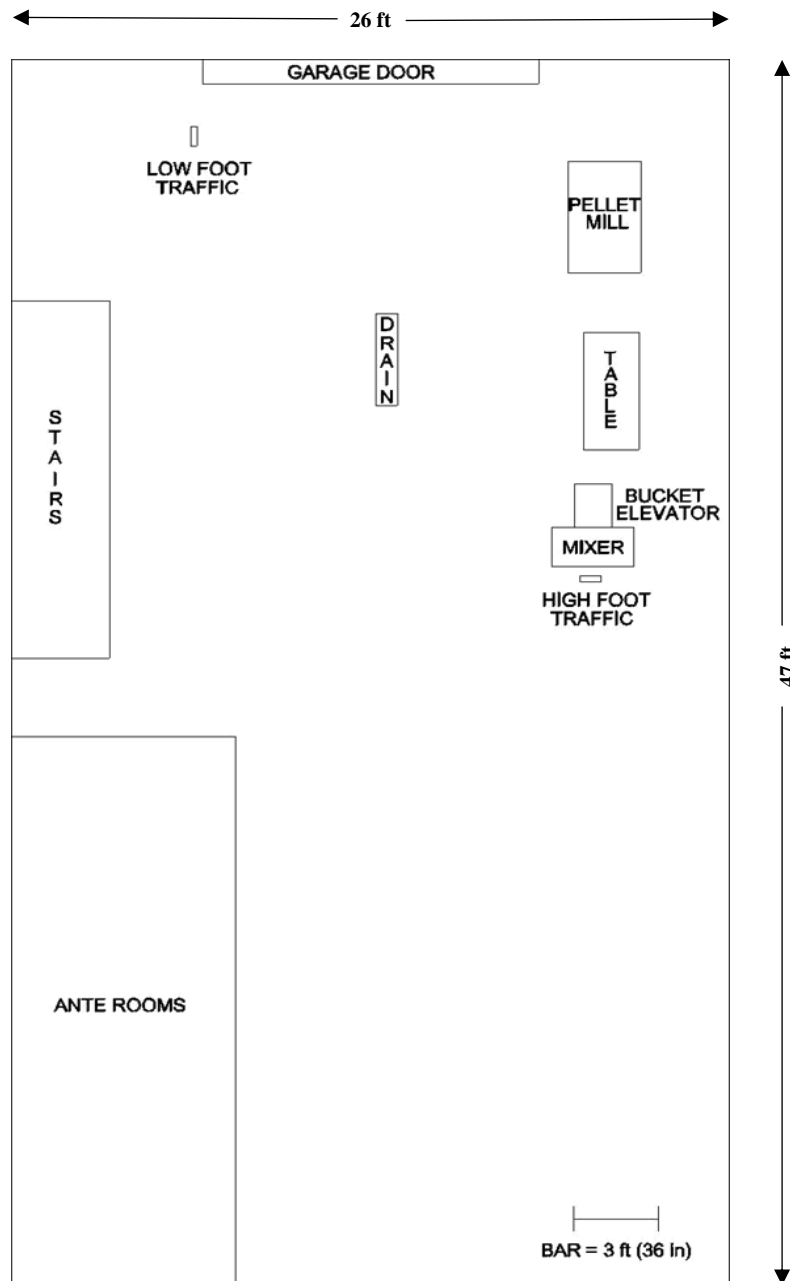 26 ft
GARAGE DOOR
LOW FOOT
TRAFFIC
PELLET
MILL
DRAIN
TABLE
STAIRS
BUCKET
ELEVATOR
MIXER
HIGH FOOT
TRAFFIC
47 ft
ANTE ROOMS
BAR = 3 ft (36 in)